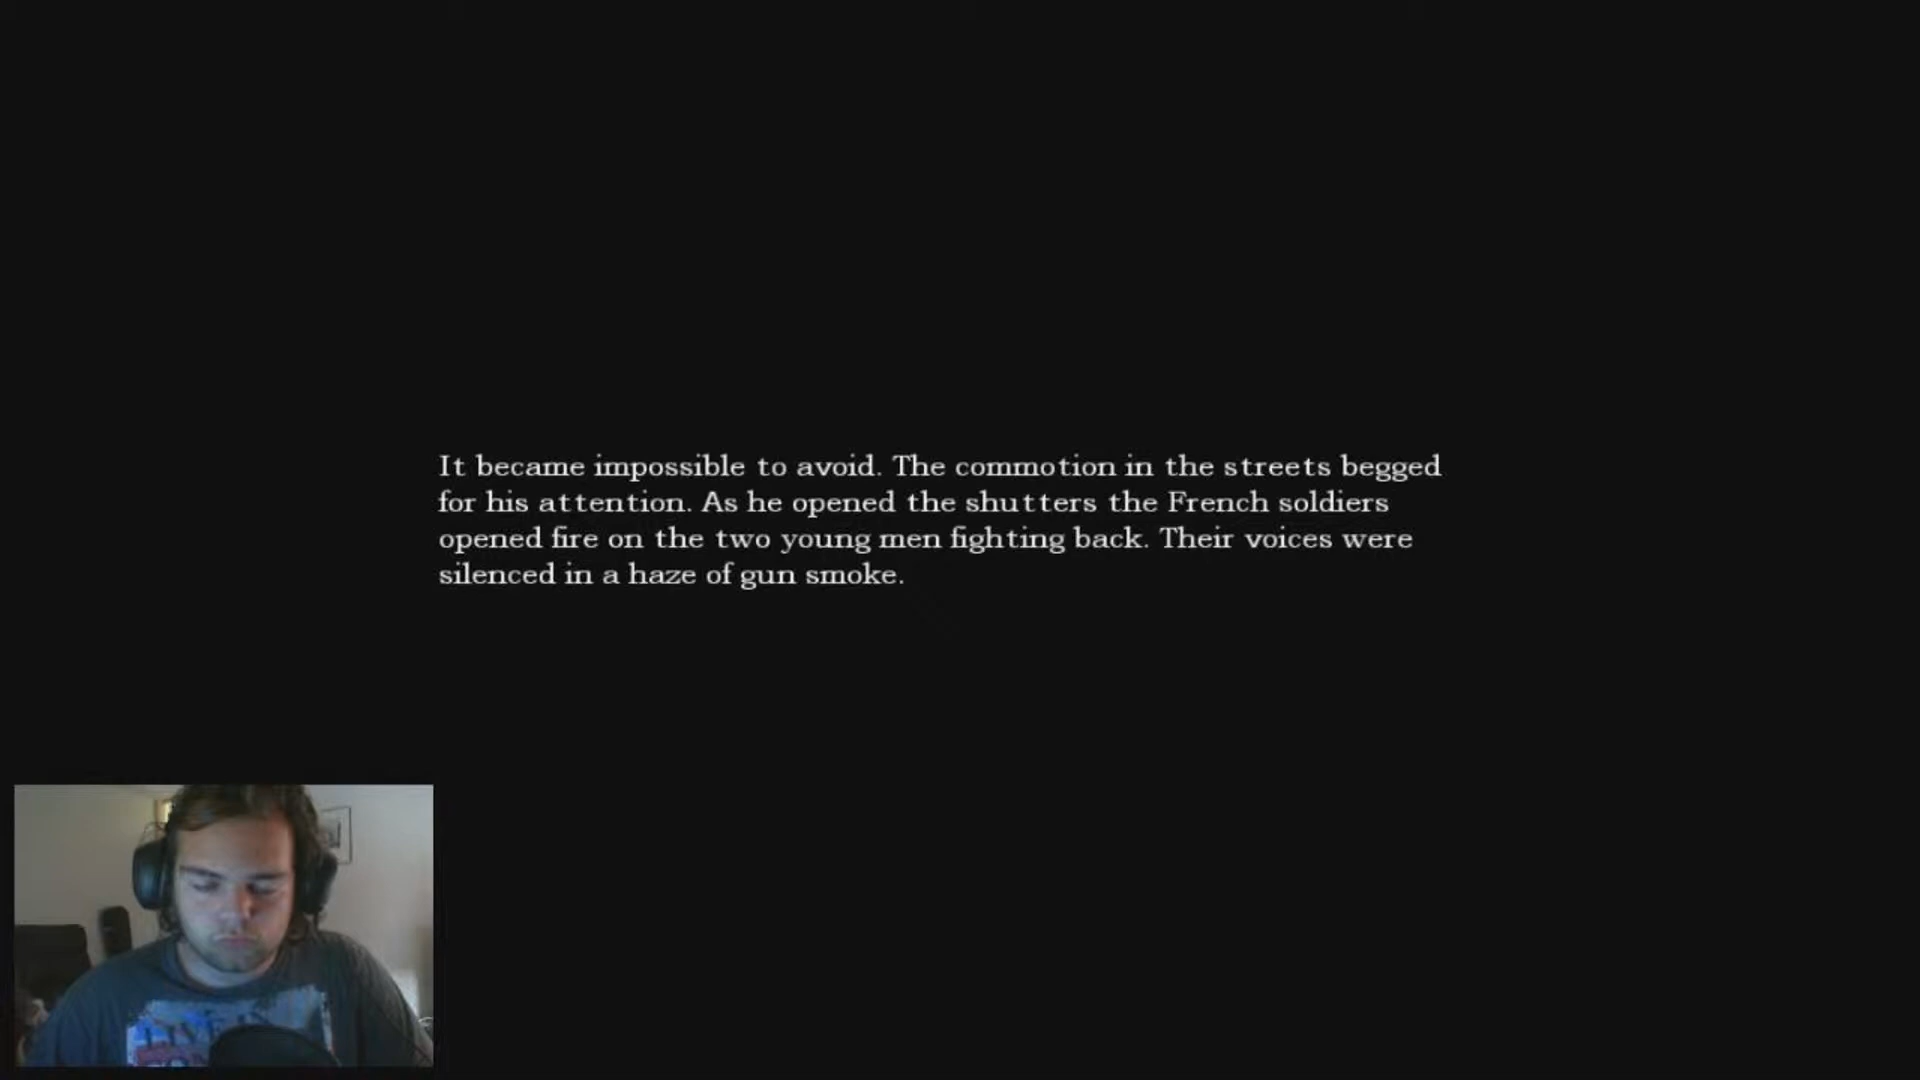 It became impossible to avoid. The commotion in the streets begged
for his attention. As he opened the shutters the French soldiers
opened fire on the two young men fighting back. Their voices were
silenced in a haze of gun smoke.